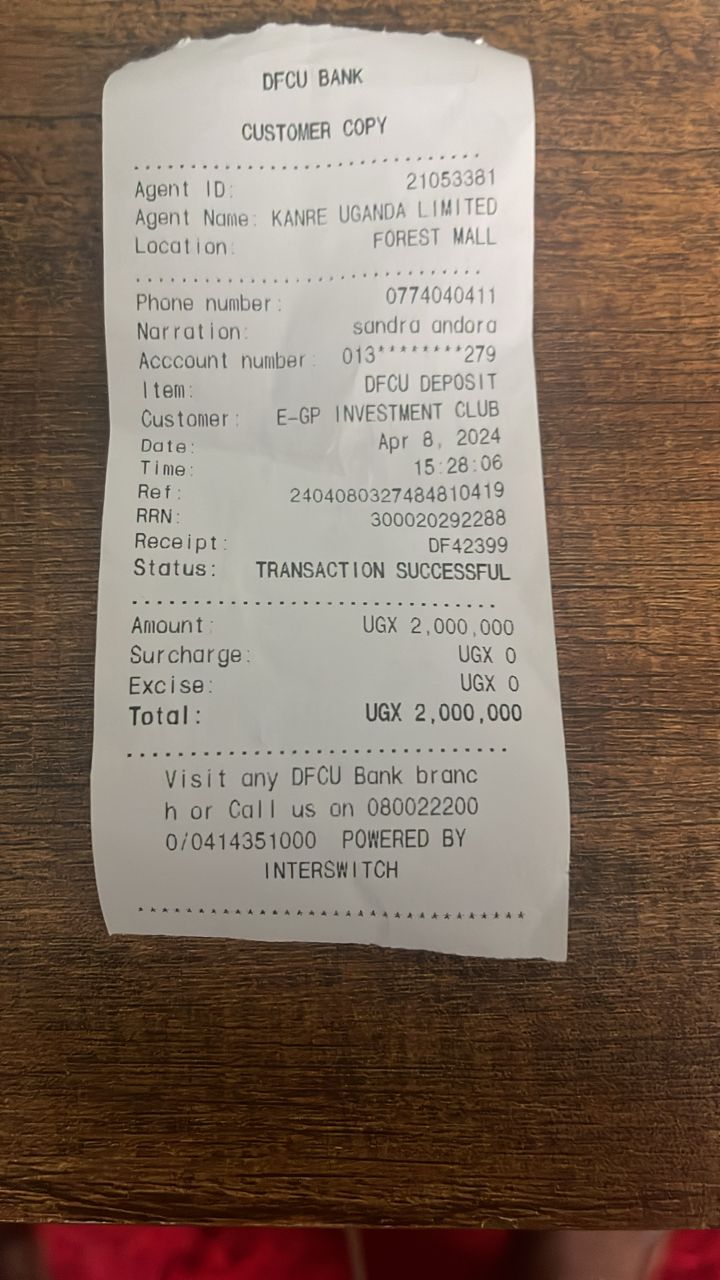 DFCU BANK
CUSTOMER COPY
..............................
Agent ID: 21053381
Agent Name: KANRE UGANDA LIMITED
Location: FOREST MALL
..............................
Phone number: 0774040411
Narration: sandra andora
Acccount number: 013********279
Item: DFCU DEPOSIT
Customer: E-GP INVESTMENT CLUB
Date: Apr 8, 2024
Time: 15:28:06
Ref: 2404080327484810419
RRN: 300020292288
Receipt: DF42399
Status: TRANSACTION SUCCESSFUL
..............................
Amount: UGX 2,000,000
Surcharge: UGX 0
Excise: UGX 0
Total: UGX 2,000,000
..............................
Visit any DFCU Bank branc
h or Call us on 080022200
0/0414351000 POWERED BY
INTERSWITCH
********************************